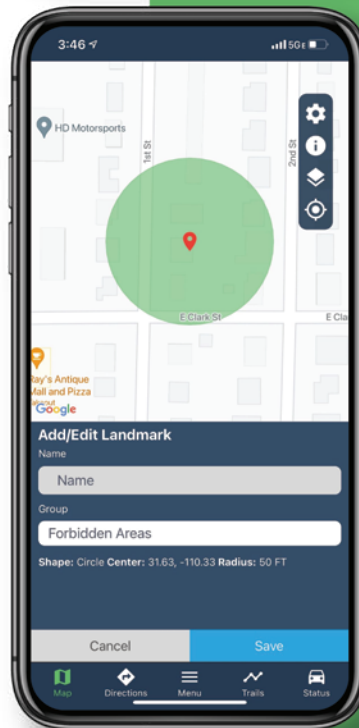 3:46
5GE
HD Motorsports
1st St
2nd St
E Clark St
E Cla
Ray's Antique
Mall and Pizza
Takeout
Google
Add/Edit Landmark
Name
Name
Group
Forbidden Areas
Shape: Circle Center: 31.63, -110.33 Radius: 50 FT
Cancel
Save
Map
Directions
Menu
Trails
Status